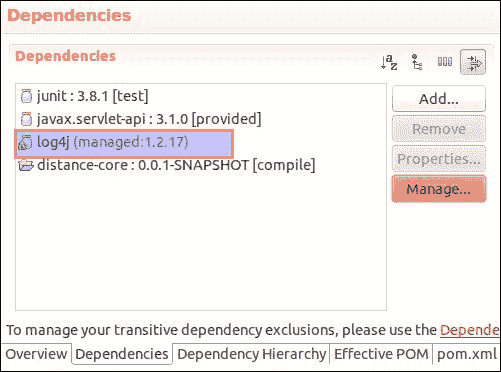 Dependencies
Dependencies
junit : 3.8.1 [test]
Add...
javax.servlet-api : 3.1.0 [provided]
Remove
log4j (managed:1.2.17)
Properties...
distance-core : 0.0.1-SNAPSHOT [compile]
Manage...
To manage your transitive dependency exclusions, please use the Depende
Overview Dependencies Dependency Hierarchy Effective POM pom.xml